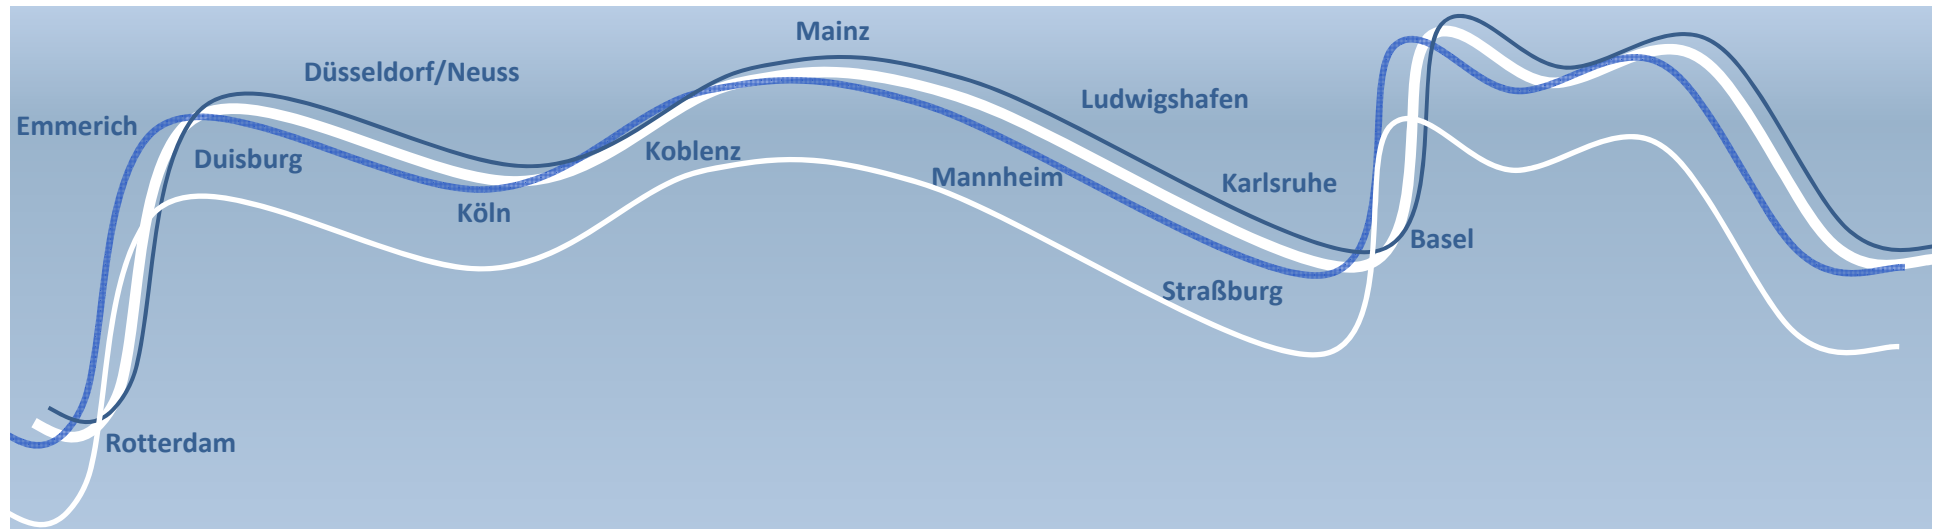 Mainz
Düsseldorf/Neuss
Ludwigshafen
Emmerich
Duisburg
Koblenz
Mannheim
Karlsruhe
Köln
Basel
Straßburg
Rotterdam